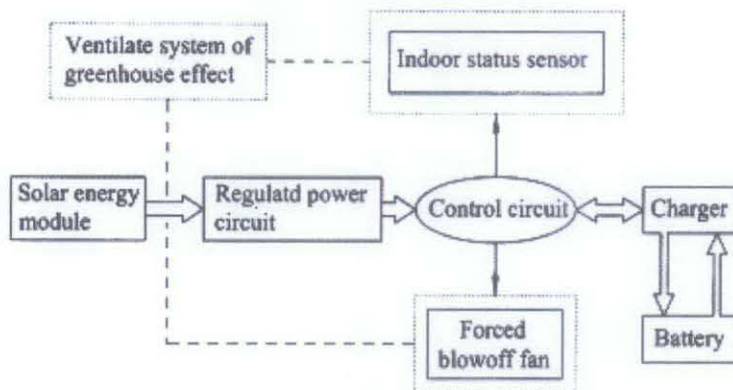 Ventilate system of
greenhouse effect
Indoor status sensor
Solar energy
module
Regulatd power
circuit
Control circuit
Charger
Forced
blowoff fan
Battery